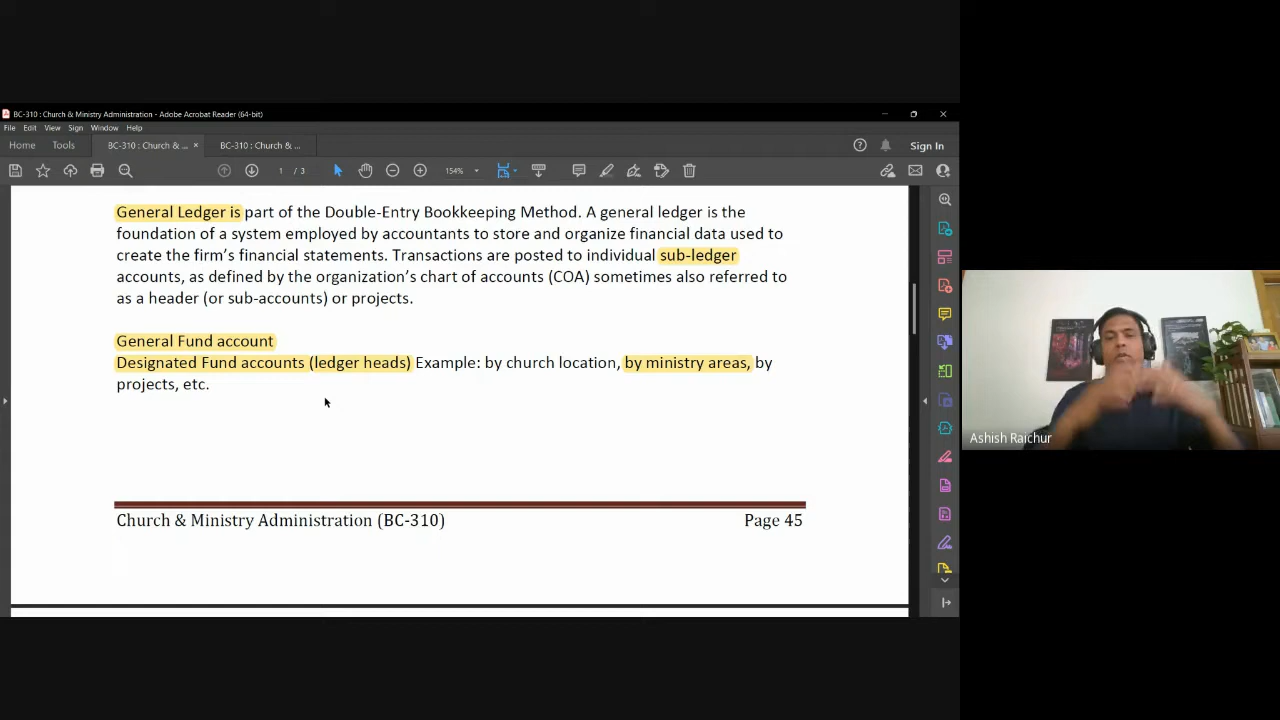 BC-310 : Church & Ministry Administration - Adobe Acrobat Reader (64-bit)
File Edit View Sign Window Help
Home Tools BC-310 : Church & ... × BC-310 : Church & ... Sign In
1 / 3 154%
General Ledger is part of the Double-Entry Bookkeeping Method. A general ledger is the
foundation of a system employed by accountants to store and organize financial data used to
create the firm’s financial statements. Transactions are posted to individual sub-ledger
accounts, as defined by the organization’s chart of accounts (COA) sometimes also referred to
as a header (or sub-accounts) or projects.
General Fund account
Designated Fund accounts (ledger heads) Example: by church location, by ministry areas, by
projects, etc.
Church & Ministry Administration (BC-310) Page 45
Ashish Raichur